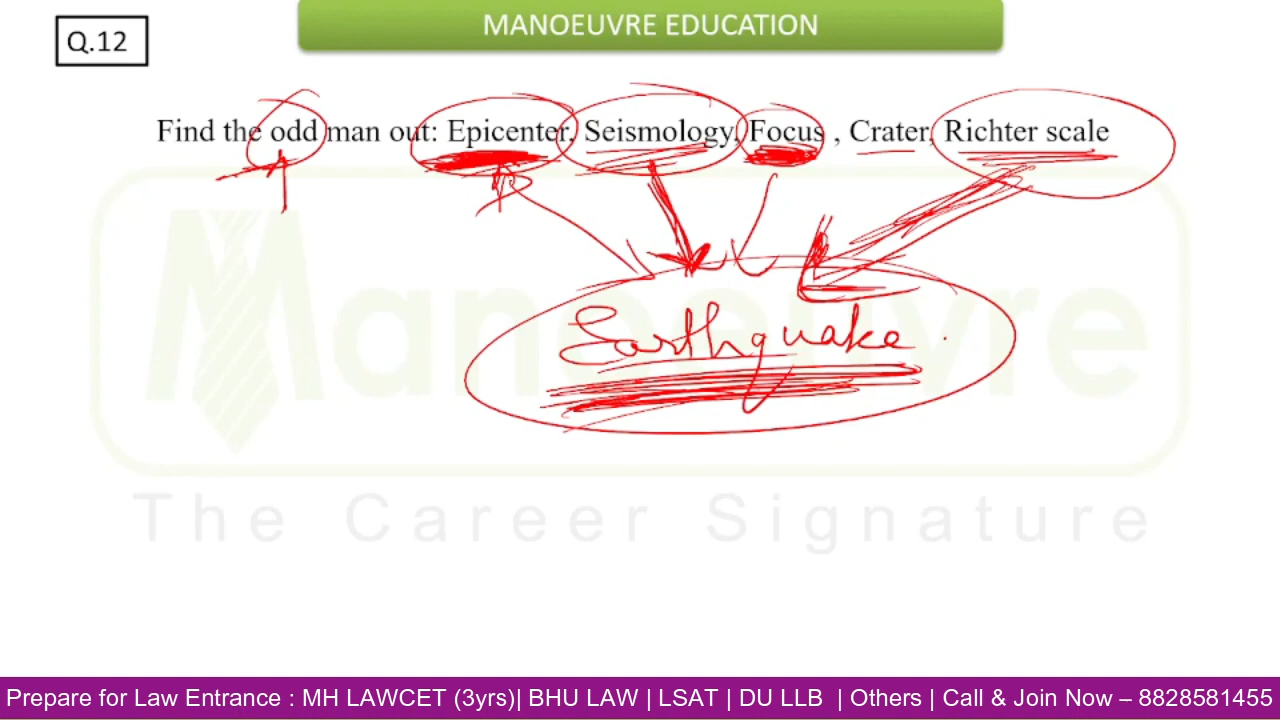 MANOEUVRE EDUCATION
Q.12
Find the odd man out: Epicenter, Seismology, Focus , Crater, Richter scale
Earthquake.
Manoeuvre
The Career Signature
Prepare for Law Entrance : MH LAWCET (3yrs)| BHU LAW | LSAT | DU LLB | Others | Call & Join Now – 8828581455